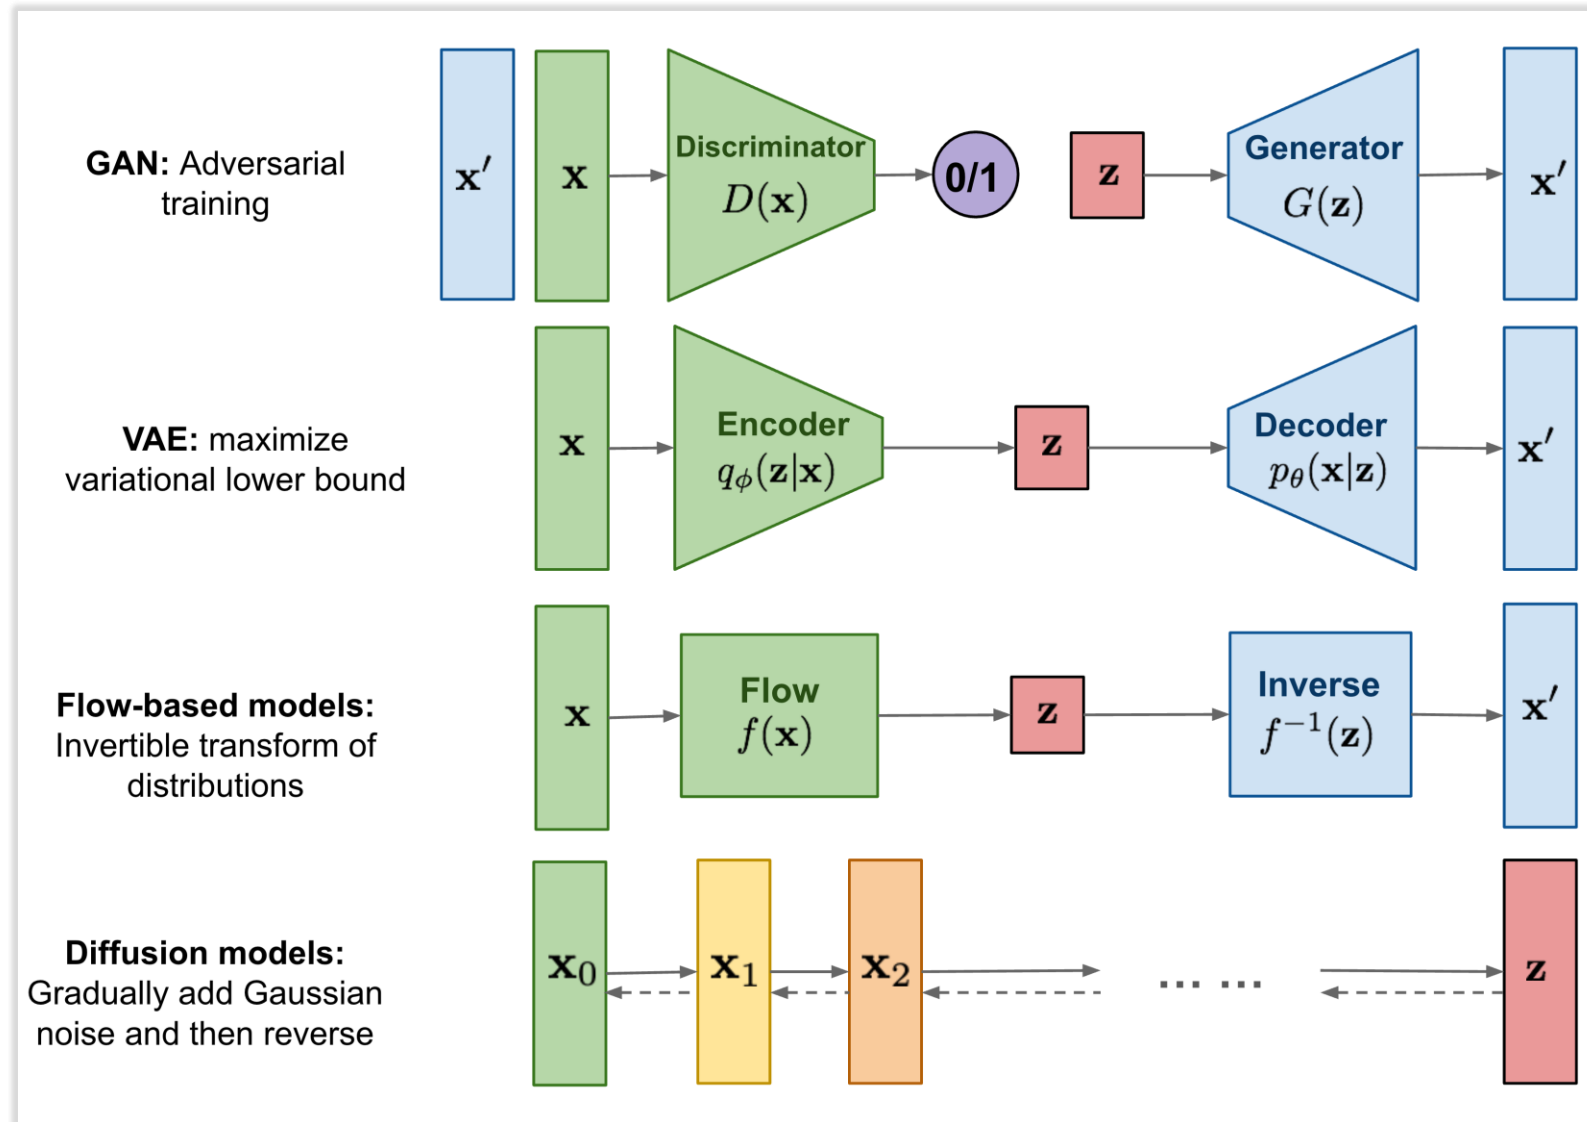 GAN: Adversarial
training
x′
x
Discriminator
D(x)
0/1
z
Generator
G(z)
x′
VAE: maximize
variational lower bound
x
Encoder
qϕ(z|x)
z
Decoder
pθ(x|z)
x′
Flow-based models:
Invertible transform of
distributions
x
Flow
f(x)
z
Inverse
f⁻¹(z)
x′
Diffusion models:
Gradually add Gaussian
noise and then reverse
x₀
x₁
x₂
... ...
z